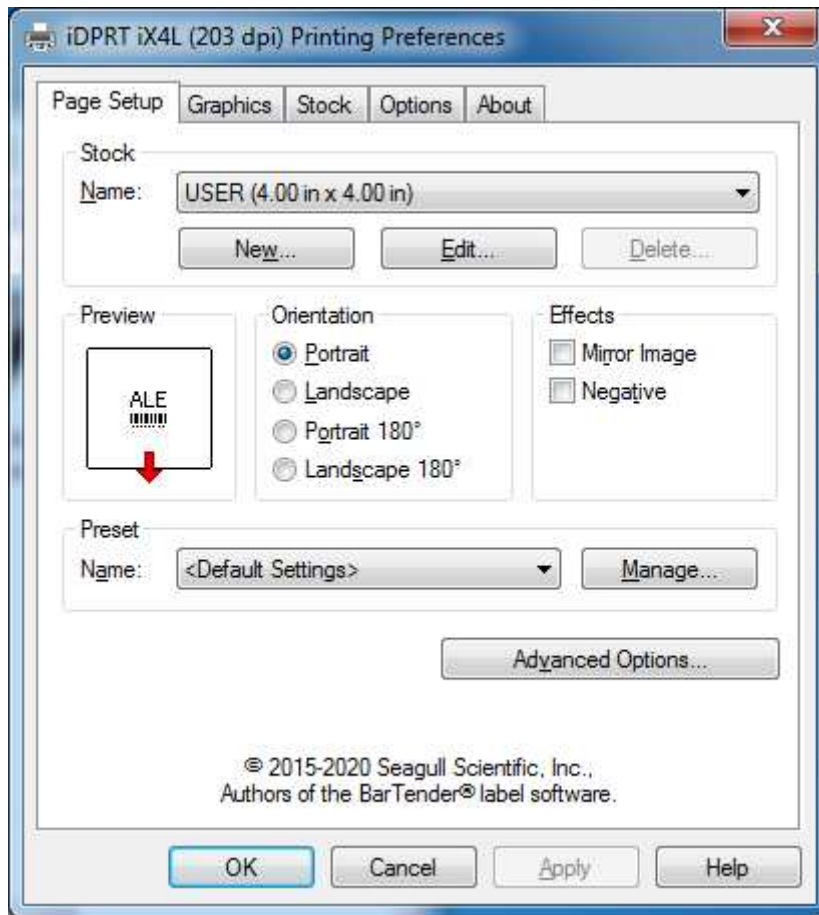 iDPRT iX4L (203 dpi) Printing Preferences
Page Setup Graphics Stock Options About
Stock
Name: USER (4.00 in x 4.00 in)
New... Edit... Delete...
Preview Orientation Effects
Portrait Mirror Image
ALE Landscape Negative
Portrait 180°
Landscape 180°
Preset
Name: <Default Settings> Manage...
Advanced Options...
© 2015-2020 Seagull Scientific, Inc.,
Authors of the BarTender® label software.
OK Cancel Apply Help